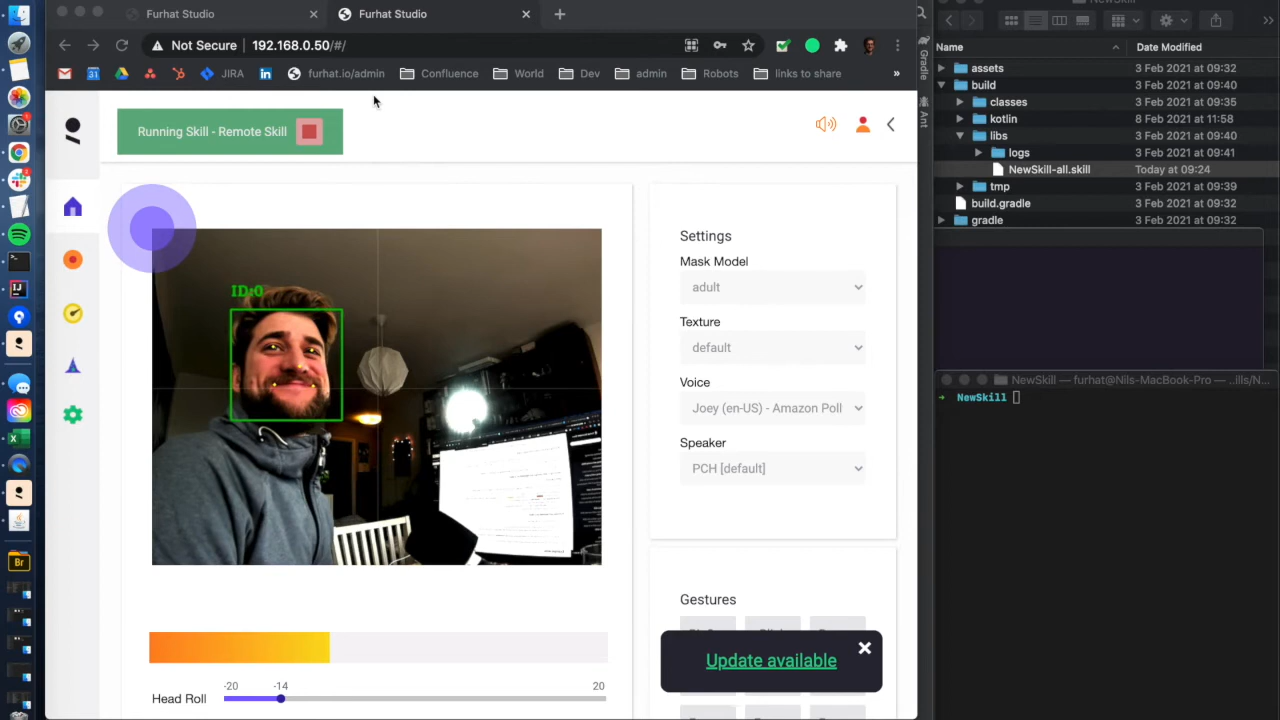 Furhat Studio
Furhat Studio
NewSkill
Not Secure
192.168.0.50/#/
JIRA
furhat.io/admin
Confluence
World
Dev
admin
Robots
links to share
»
Running Skill - Remote Skill
ID:0
Settings
Mask Model
adult
Texture
default
Voice
Joey (en-US) - Amazon Poll
Speaker
PCH [default]
Gestures
Update available
Head Roll
-20
-14
20
Gradle
Ant
Name
Date Modified
assets
3 Feb 2021 at 09:32
build
3 Feb 2021 at 09:40
classes
3 Feb 2021 at 09:35
kotlin
8 Feb 2021 at 11:58
libs
3 Feb 2021 at 09:40
logs
3 Feb 2021 at 09:41
NewSkill-all.skill
Today at 09:24
tmp
3 Feb 2021 at 09:39
build.gradle
3 Feb 2021 at 09:32
gradle
3 Feb 2021 at 09:32
NewSkill — furhat@Nils-MacBook-Pro — ...ills/N...
NewSkill
Br